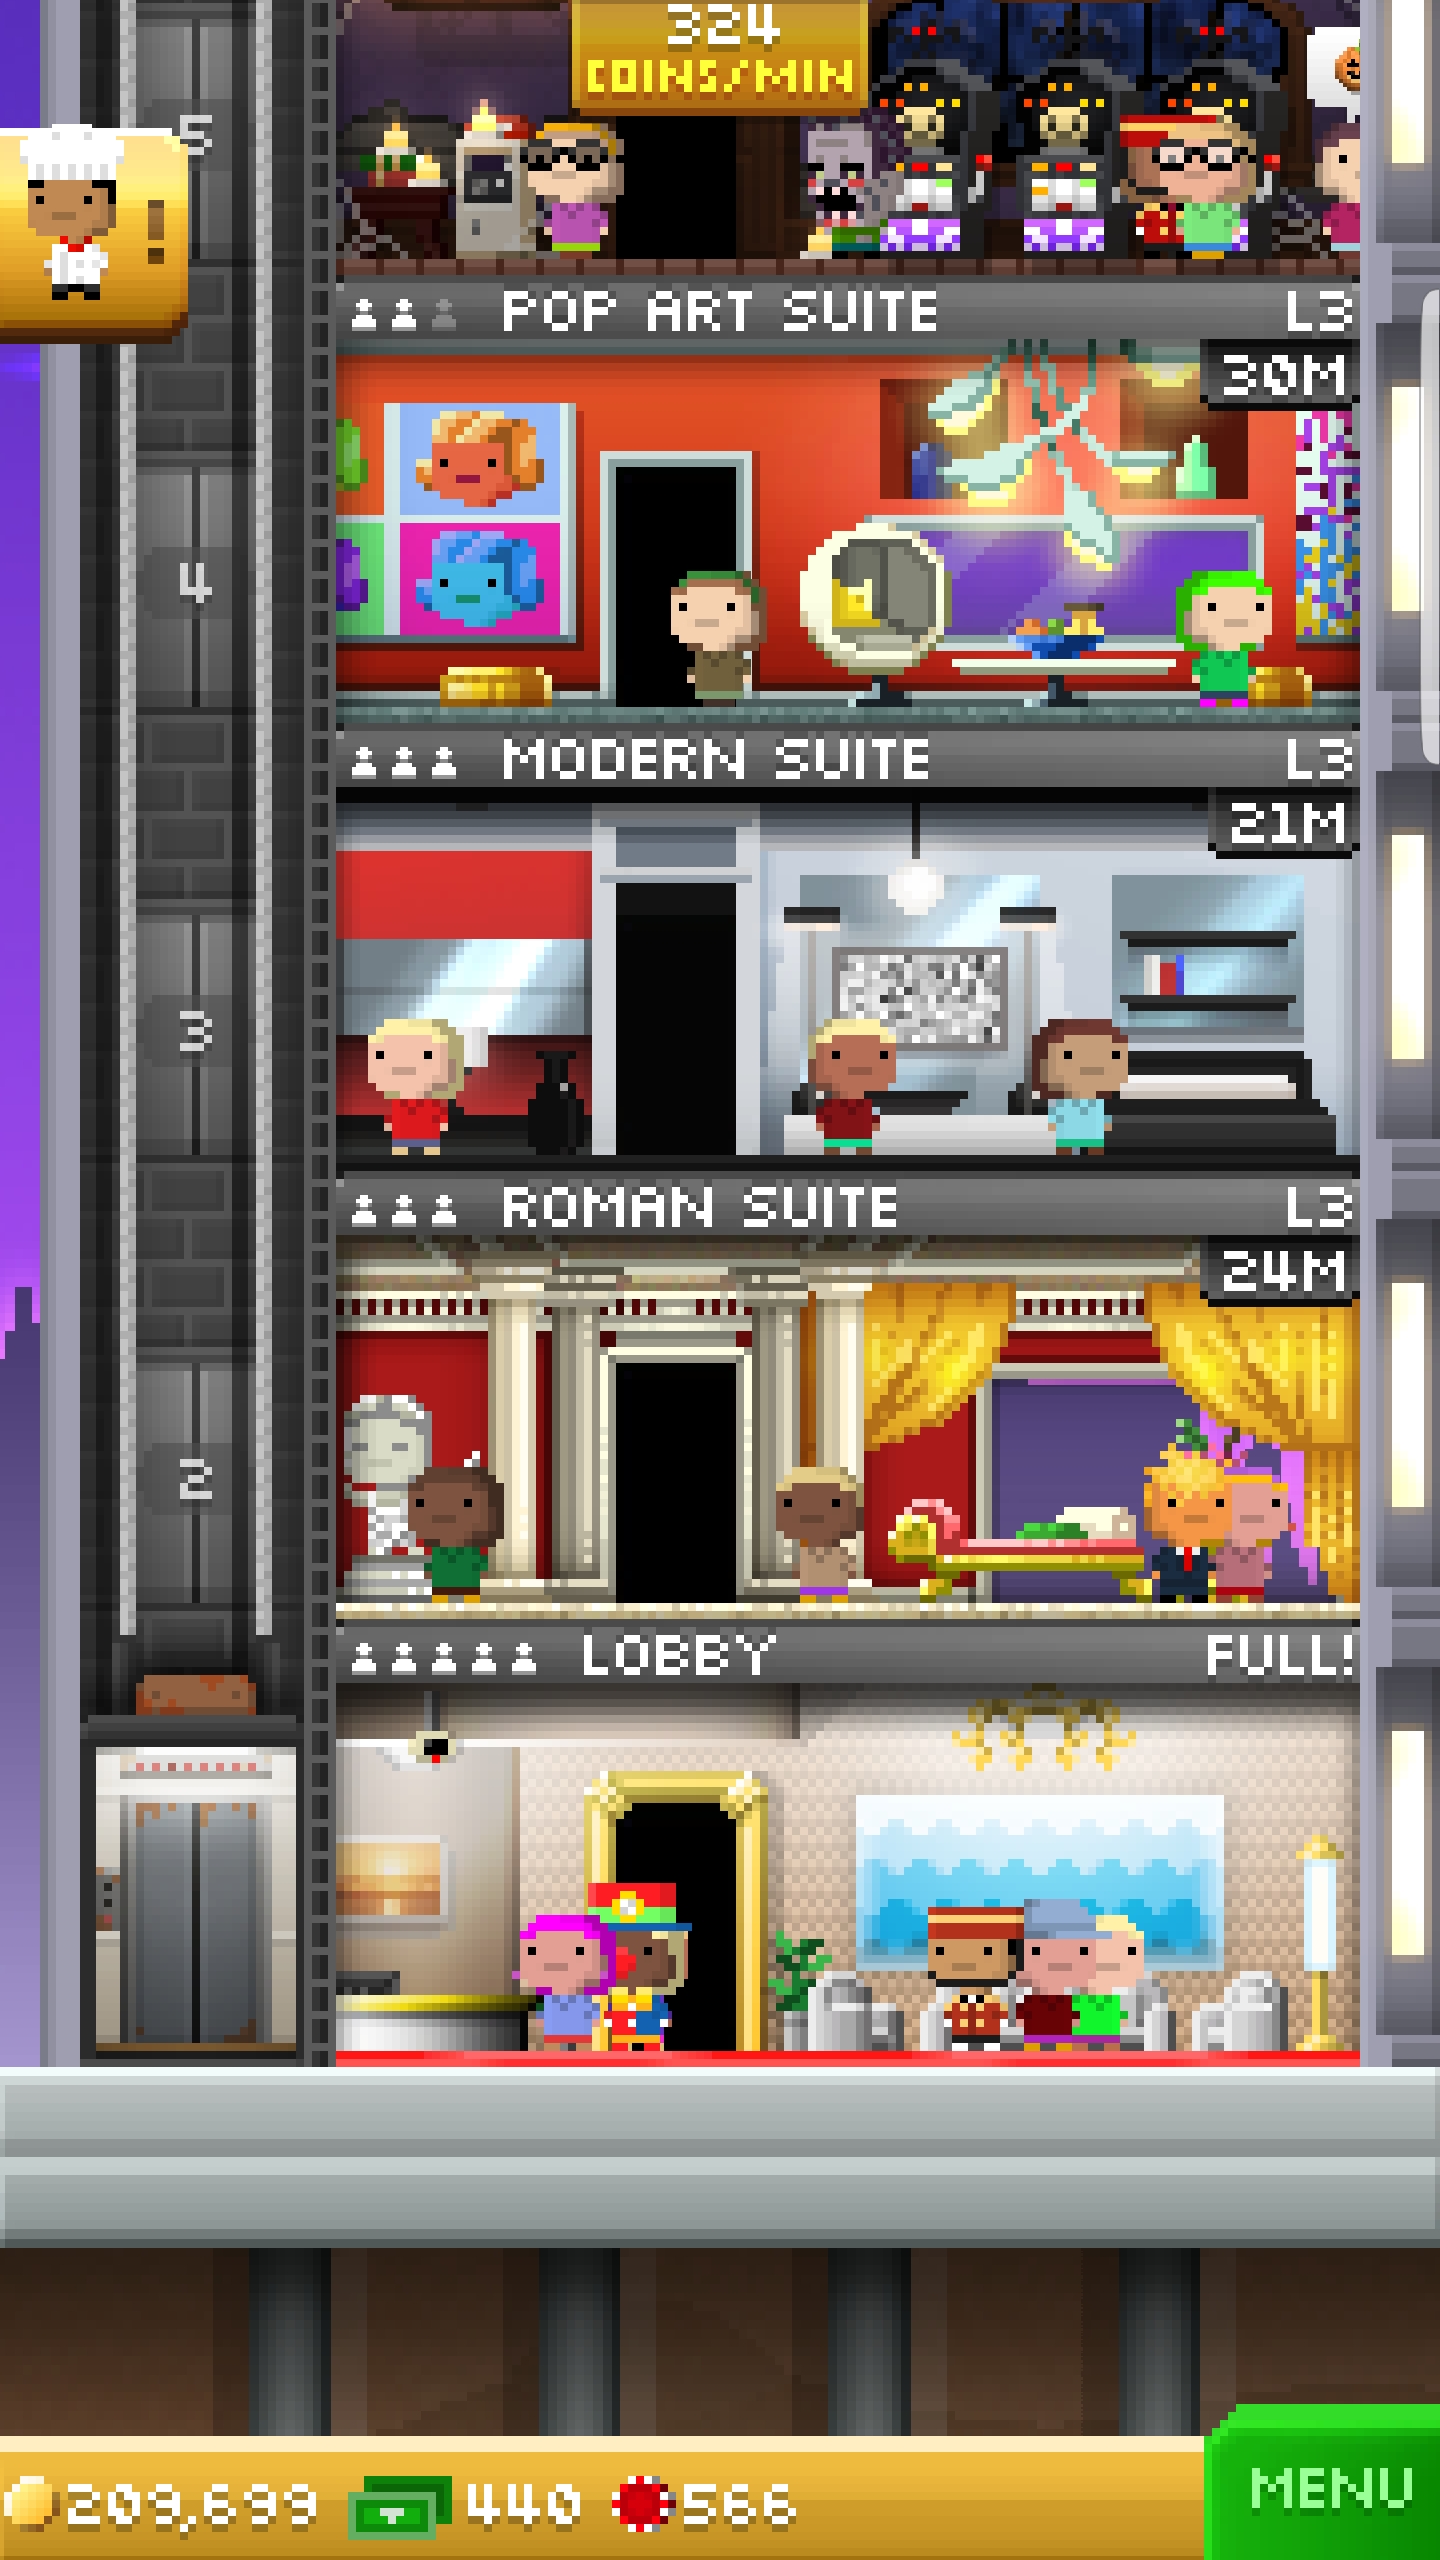 324
COINS/MIN
5
!
POP ART SUITE L3
30M
4
MODERN SUITE L3
21M
3
ROMAN SUITE L3
24M
2
LOBBY FULL!
209,699 440 566
MENU